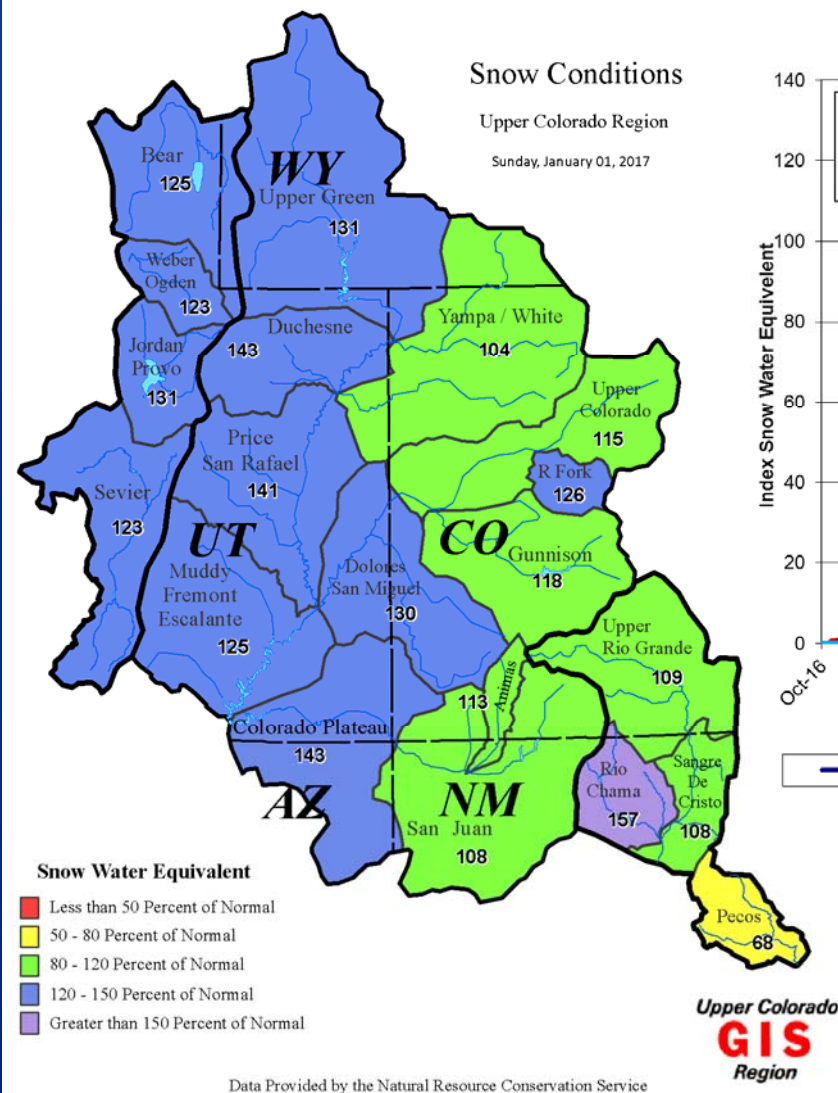 Snow Conditions
Upper Colorado Region
Sunday, January 01, 2017
Bear
125
WY
Upper Green
131
Weber
Ogden
123
Duchesne
143
Yampa / White
104
Jordan
Provo
131
Upper
Colorado
115
Price
San Rafael
141
R Fork
126
Sevier
123
UT
CO
Gunnison
118
Muddy
Fremont
Escalante
125
Dolores
San Miguel
130
Upper
Rio Grande
109
Animas
113
Colorado Plateau
143
AZ
NM
San Juan
108
Rio
Chama
157
Sangre
De
Cristo
108
Pecos
68
Snow Water Equivalent
Less than 50 Percent of Normal
50 - 80 Percent of Normal
80 - 120 Percent of Normal
120 - 150 Percent of Normal
Greater than 150 Percent of Normal
Upper Colorado
GIS
Region
Data Provided by the Natural Resource Conservation Service
Index Snow Water Equivelent
140
120
100
80
60
40
20
0
Oct-16